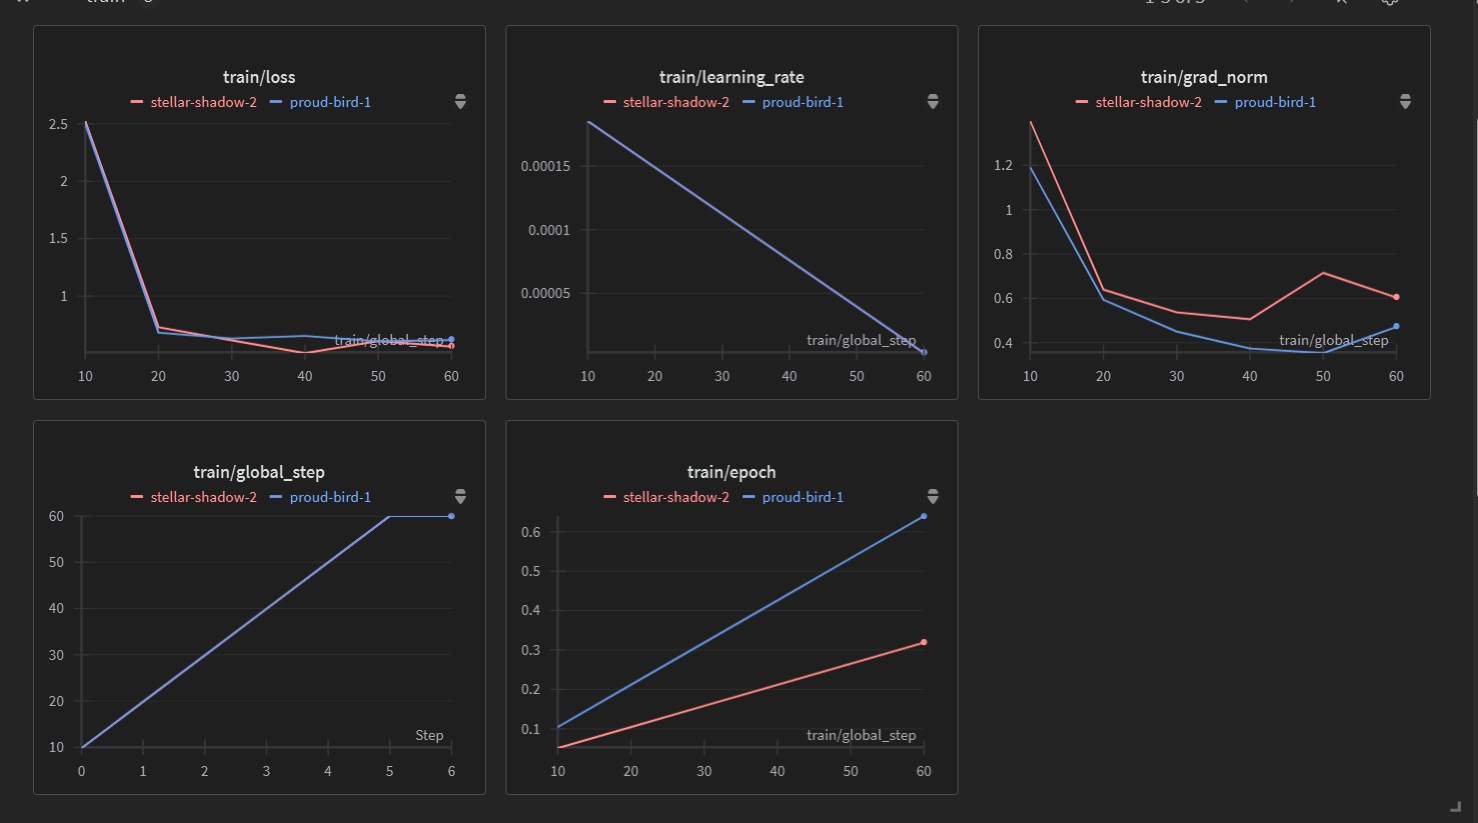 train/loss
stellar-shadow-2 proud-bird-1
2.5
2
1.5
1
train/global_step
10 20 30 40 50 60
train/learning_rate
stellar-shadow-2 proud-bird-1
0.00015
0.0001
0.00005
train/global_step
10 20 30 40 50 60
train/grad_norm
stellar-shadow-2 proud-bird-1
1.2
1
0.8
0.6
0.4
train/global_step
10 20 30 40 50 60
train/global_step
stellar-shadow-2 proud-bird-1
60
50
40
30
20
10
Step
0 1 2 3 4 5 6
train/epoch
stellar-shadow-2 proud-bird-1
0.6
0.5
0.4
0.3
0.2
0.1
train/global_step
10 20 30 40 50 60